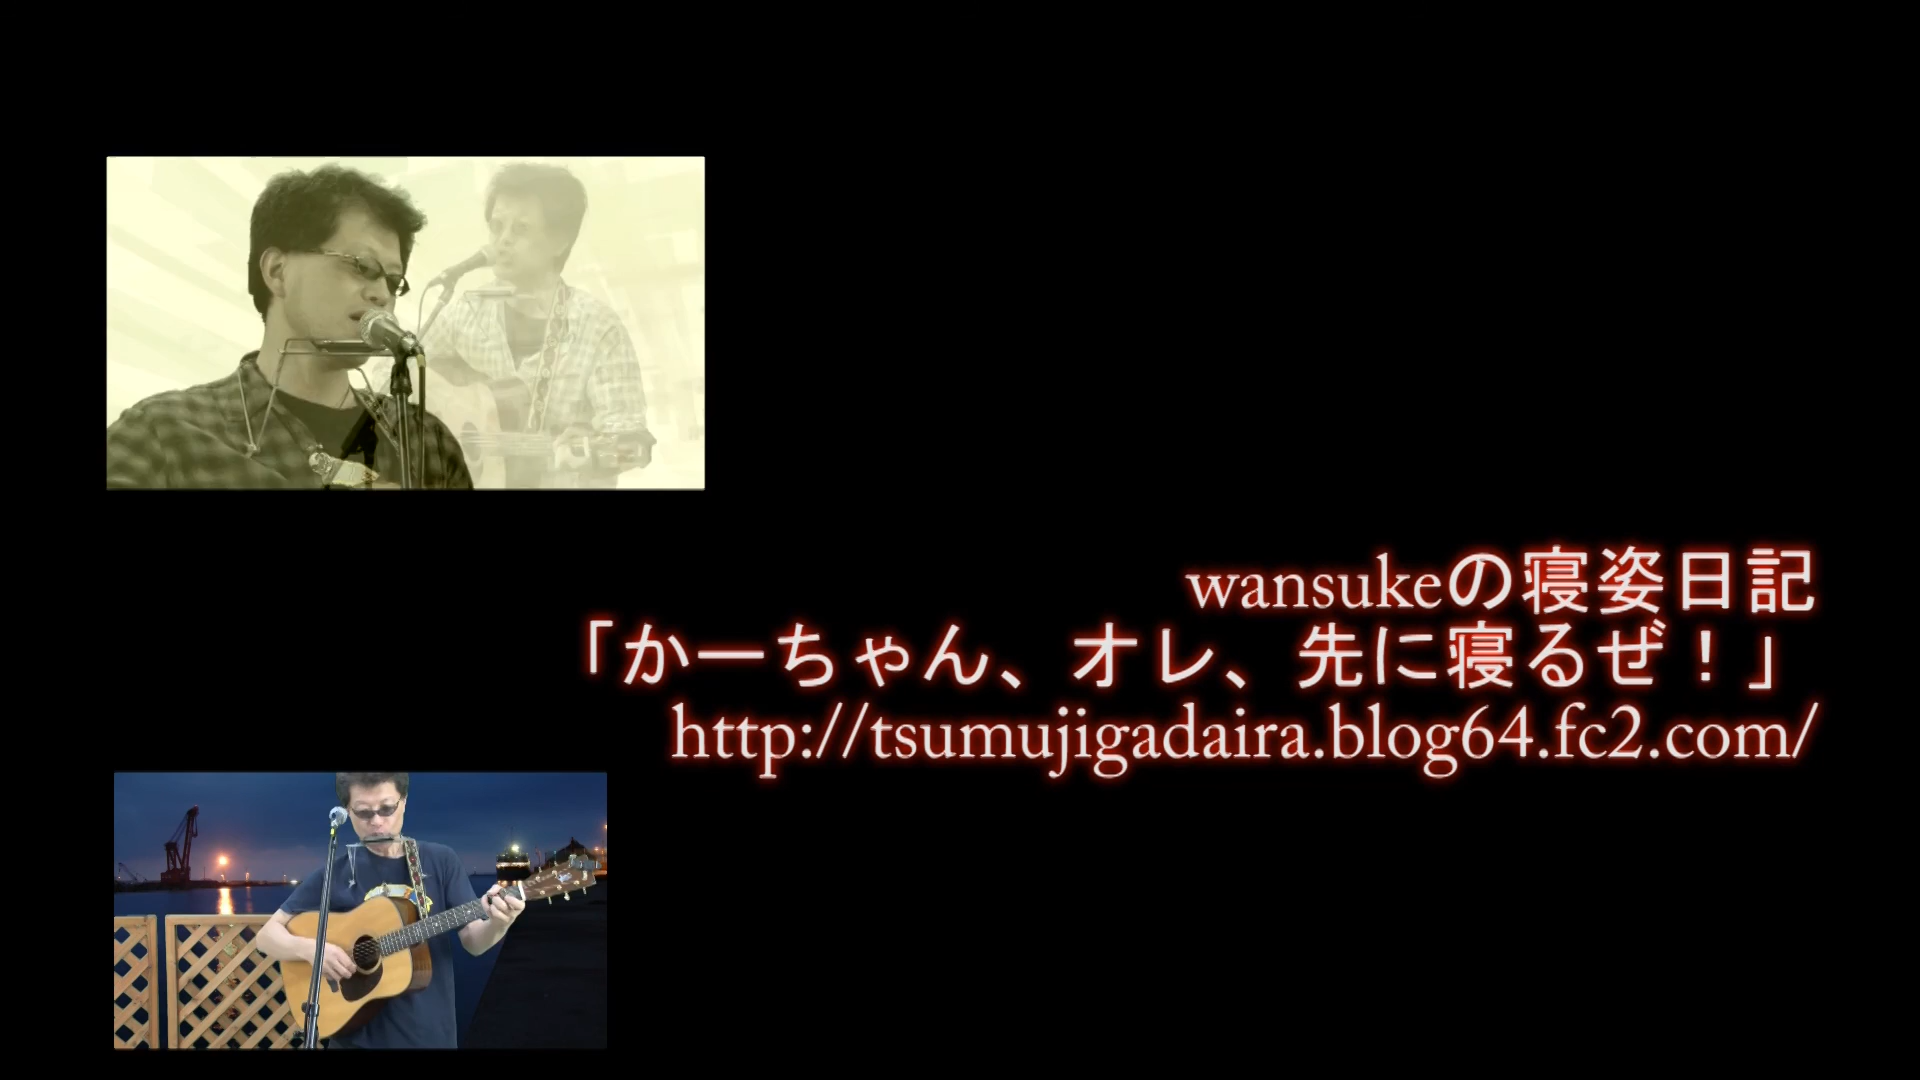 wansukeの寝姿日記
「かーちゃん、オレ、先に寝るぜ！」
http://tsumujigadaira.blog64.fc2.com/